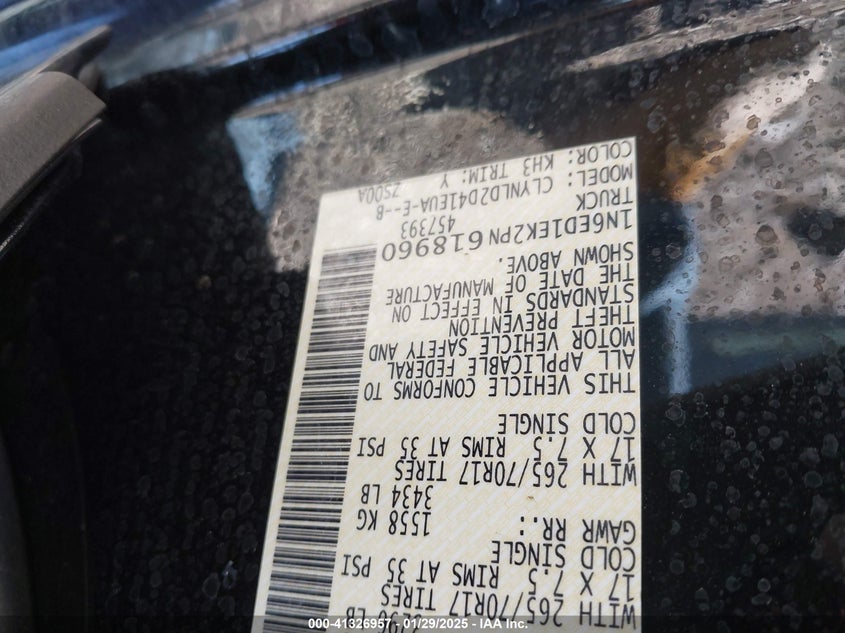 LB
WITH 265/70R17 TIRES
17 X 7.5 RIMS AT 35 PSI
COLD SINGLE
GAWR RR.: 1558 KG
3434 LB
WITH 265/70R17 TIRES
17 X 7.5 RIMS AT 35 PSI
COLD SINGLE
THIS VEHICLE CONFORMS TO
ALL APPLICABLE FEDERAL
MOTOR VEHICLE SAFETY AND
THEFT PREVENTION
STANDARDS IN EFFECT ON
THE DATE OF MANUFACTURE
SHOWN ABOVE.
1N6ED1EK2PN618960
TRUCK 457393
MODEL: CLYNLD2D41EUA-E--B
COLOR: KH3 TRIM: Y ZS00A
000-41326957 | 01/29/2025 - IAA Inc.